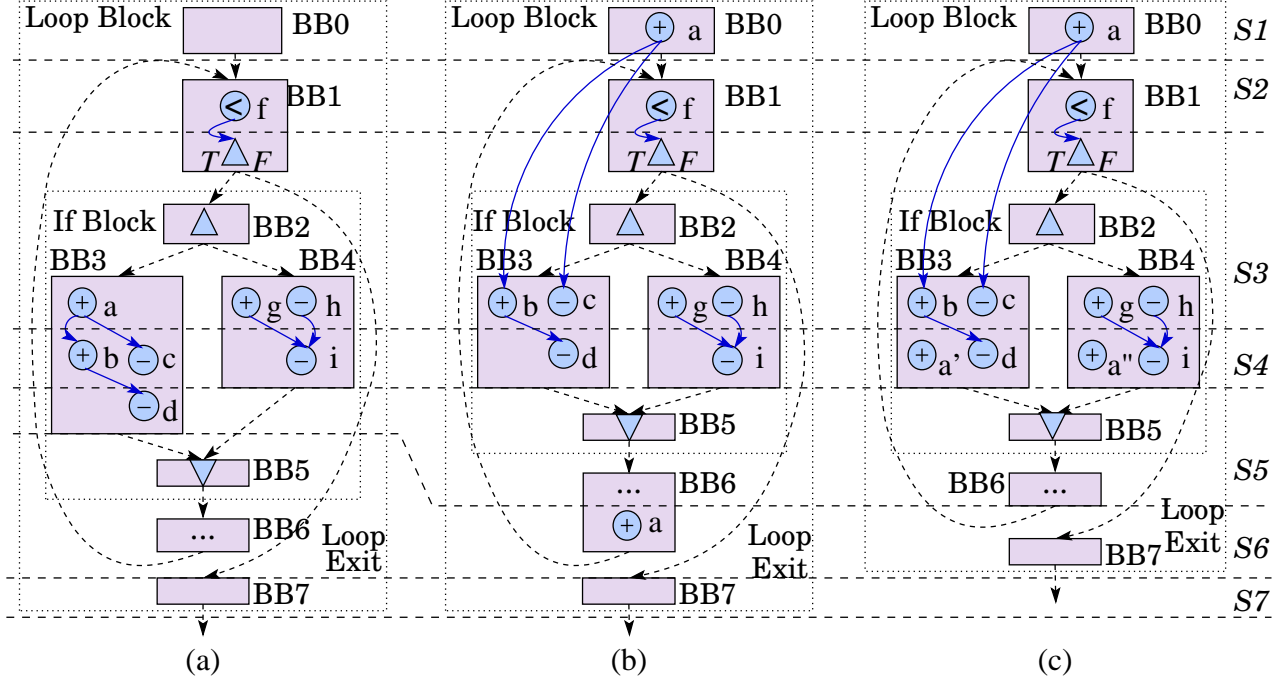 Loop Block BB0
< f BB1
T F
If Block BB2
BB3 BB4
+ a + g − h
+ b − c − i
− d
BB5
... BB6
Loop
Exit
BB7
(a)
Loop Block + a BB0
< f BB1
T F
If Block BB2
BB3 BB4
+ b − c + g − h
− d − i
BB5
... BB6
+ a
Loop
Exit
BB7
(b)
Loop Block + a BB0
< f BB1
T F
If Block BB2
BB3 BB4
+ b − c + g − h
+ a' − d + a" − i
BB5
BB6 ...
Loop
Exit
BB7
(c)
S1
S2
S3
S4
S5
S6
S7